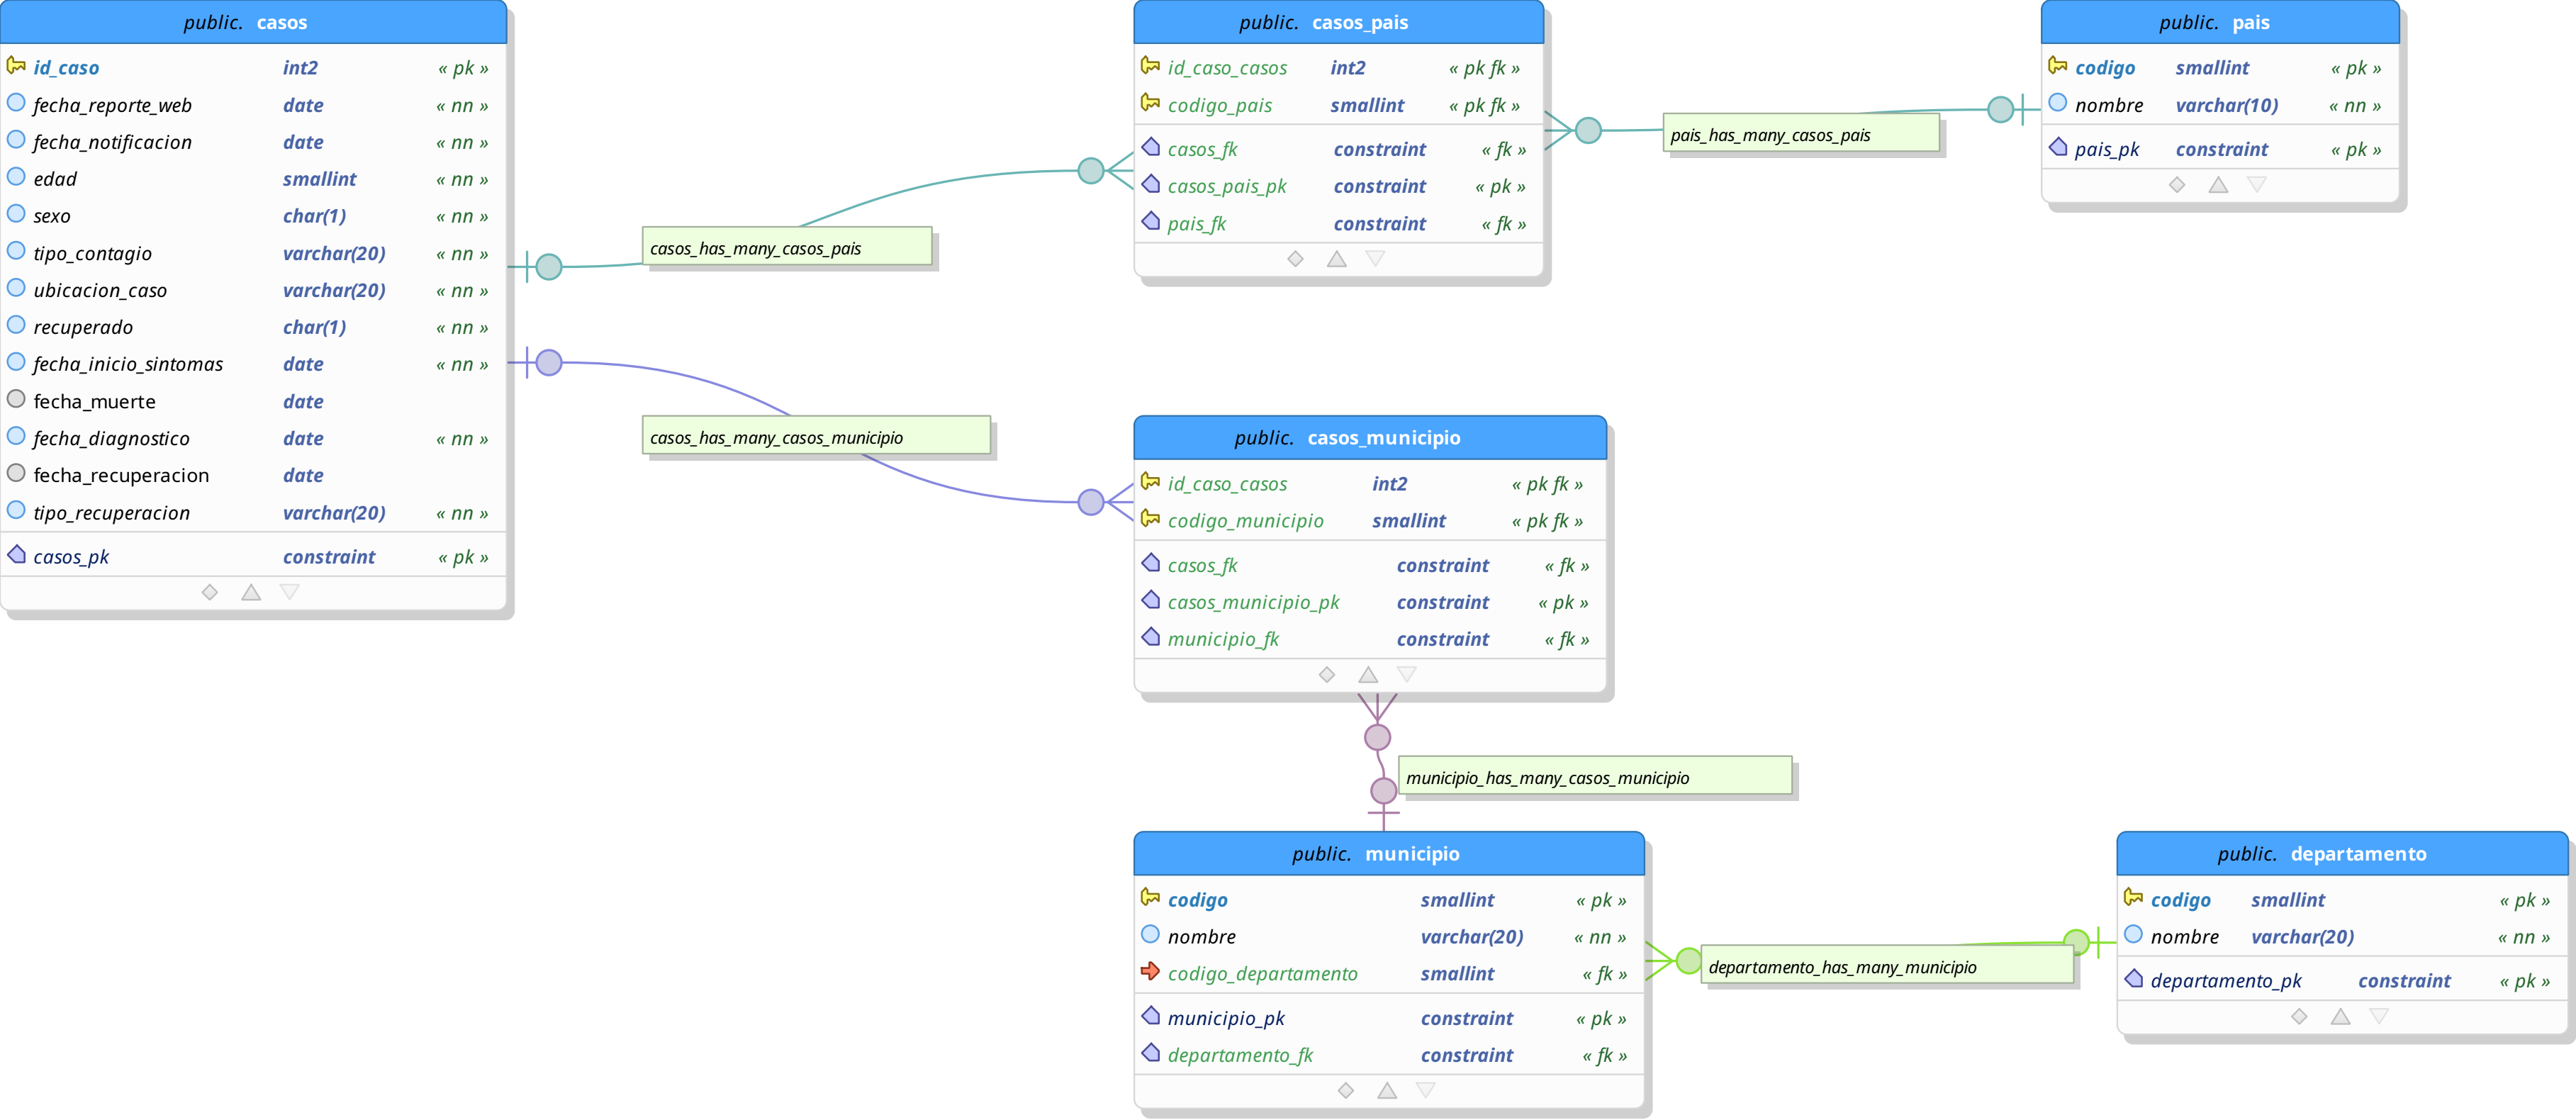 public. casos
id_caso int2 « pk »
fecha_reporte_web date « nn »
fecha_notificacion date « nn »
edad smallint « nn »
sexo char(1) « nn »
tipo_contagio varchar(20) « nn »
ubicacion_caso varchar(20) « nn »
recuperado char(1) « nn »
fecha_inicio_sintomas date « nn »
fecha_muerte date
fecha_diagnostico date « nn »
fecha_recuperacion date
tipo_recuperacion varchar(20) « nn »
casos_pk constraint « pk »
casos_has_many_casos_pais
casos_has_many_casos_municipio
public. casos_pais
id_caso_casos int2 « pk fk »
codigo_pais smallint « pk fk »
casos_fk constraint « fk »
casos_pais_pk constraint « pk »
pais_fk constraint « fk »
pais_has_many_casos_pais
public. pais
codigo smallint « pk »
nombre varchar(10) « nn »
pais_pk constraint « pk »
public. casos_municipio
id_caso_casos int2 « pk fk »
codigo_municipio smallint « pk fk »
casos_fk constraint « fk »
casos_municipio_pk constraint « pk »
municipio_fk constraint « fk »
municipio_has_many_casos_municipio
public. municipio
codigo smallint « pk »
nombre varchar(20) « nn »
codigo_departamento smallint « fk »
municipio_pk constraint « pk »
departamento_fk constraint « fk »
departamento_has_many_municipio
public. departamento
codigo smallint « pk »
nombre varchar(20) « nn »
departamento_pk constraint « pk »